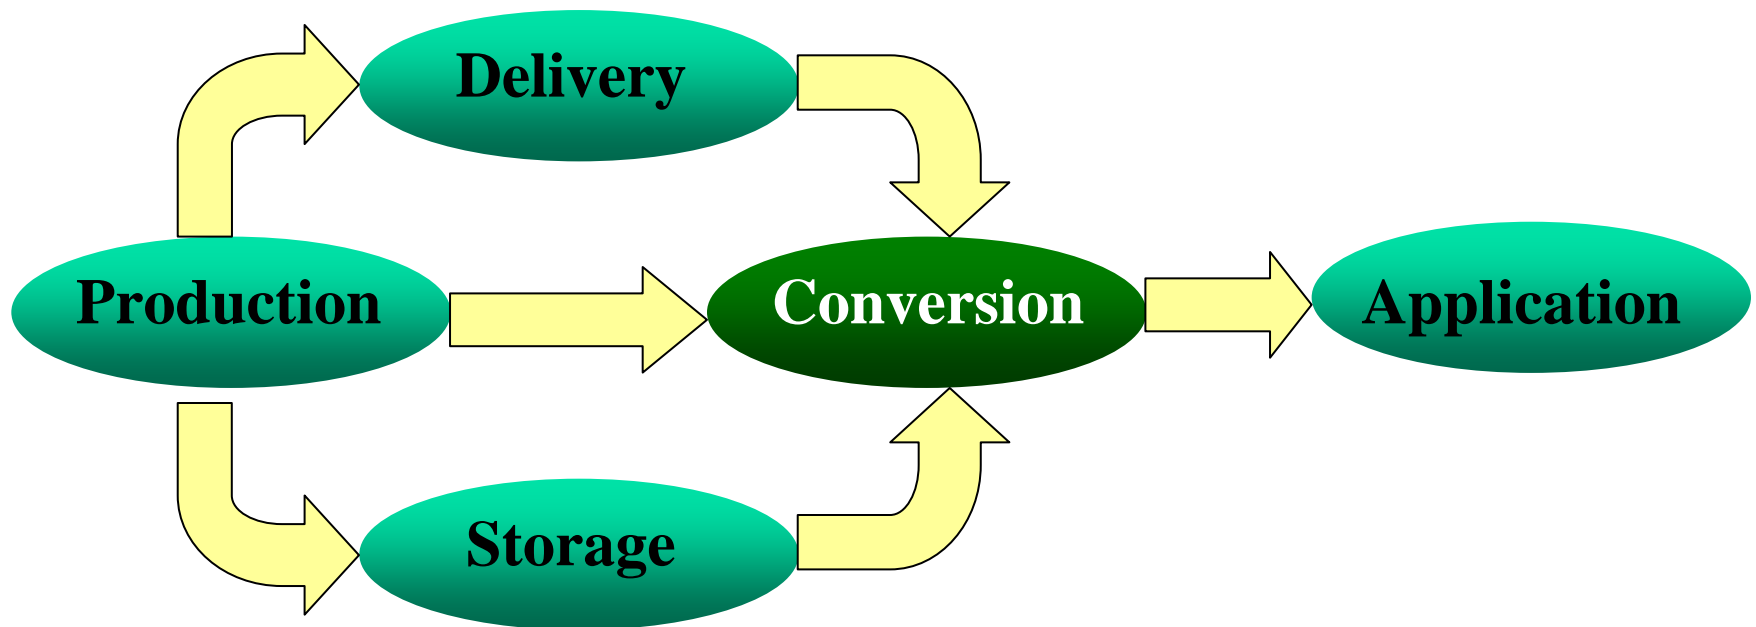 Delivery
Production
Conversion
Application
Storage